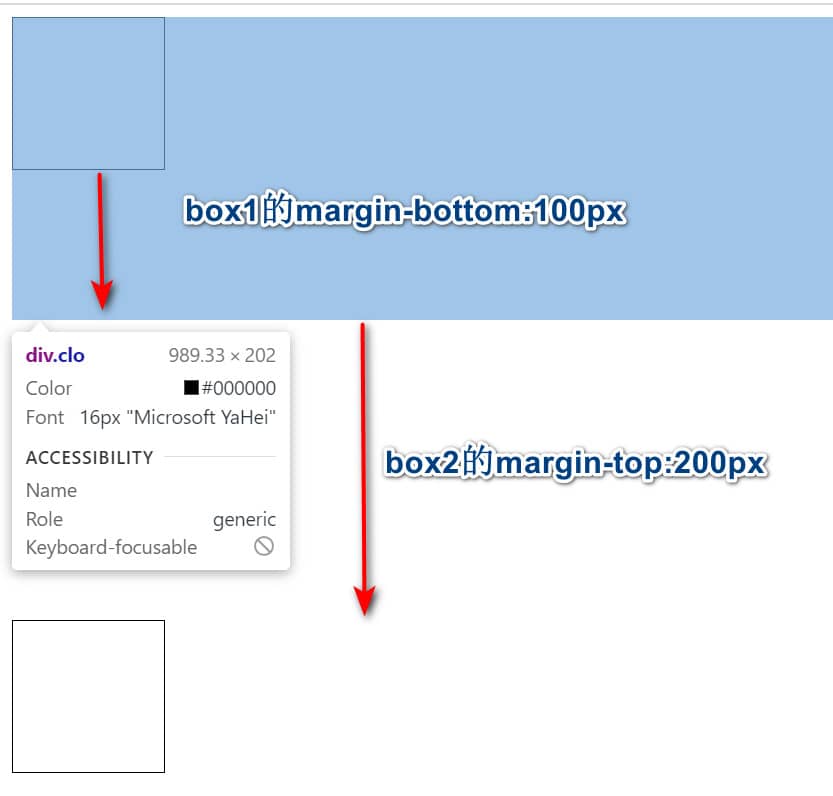 box1的margin-bottom:100px
div.clo 989.33 × 202
Color #000000
Font 16px "Microsoft YaHei"
ACCESSIBILITY
Name
Role generic
Keyboard-focusable
box2的margin-top:200px